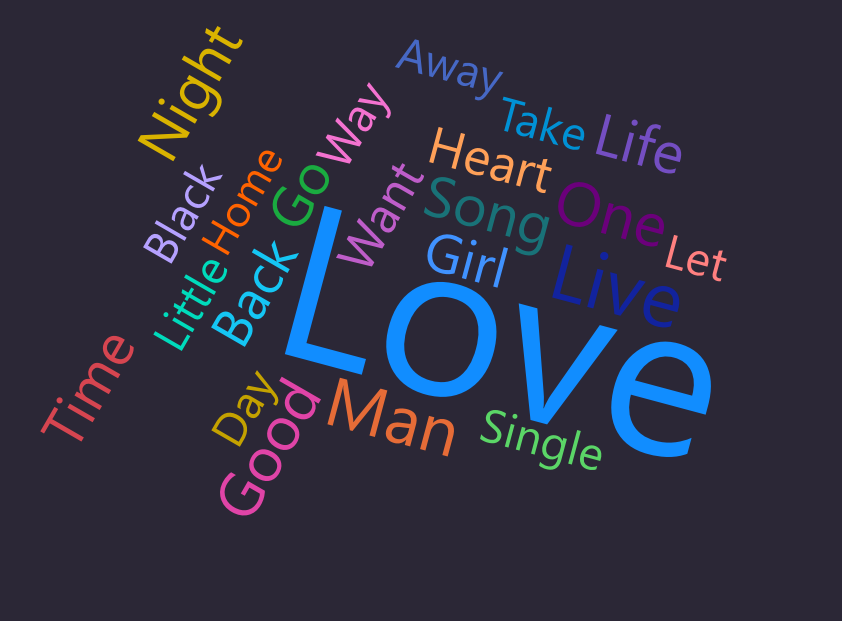 Night
Away
Way
Take
Life
Heart
Black
Home
Go
Want
Song
One
Let
Girl
Live
Little
Back
Love
Time
Day
Good
Man
Single